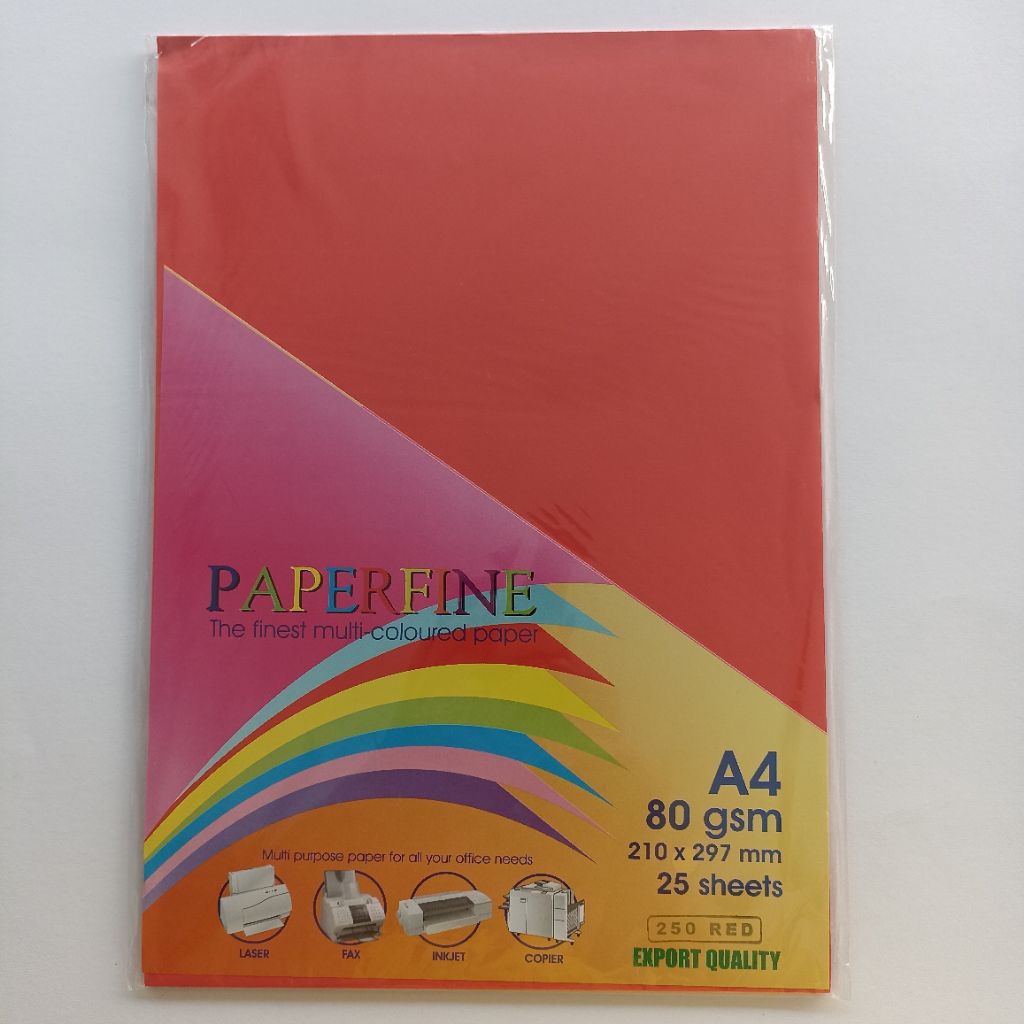 PAPERFINE
The finest multi-coloured paper
A4
80 gsm
210 x 297 mm
25 sheets
Multi purpose paper for all your office needs
LASER
FAX
INKJET
COPIER
250 RED
EXPORT QUALITY